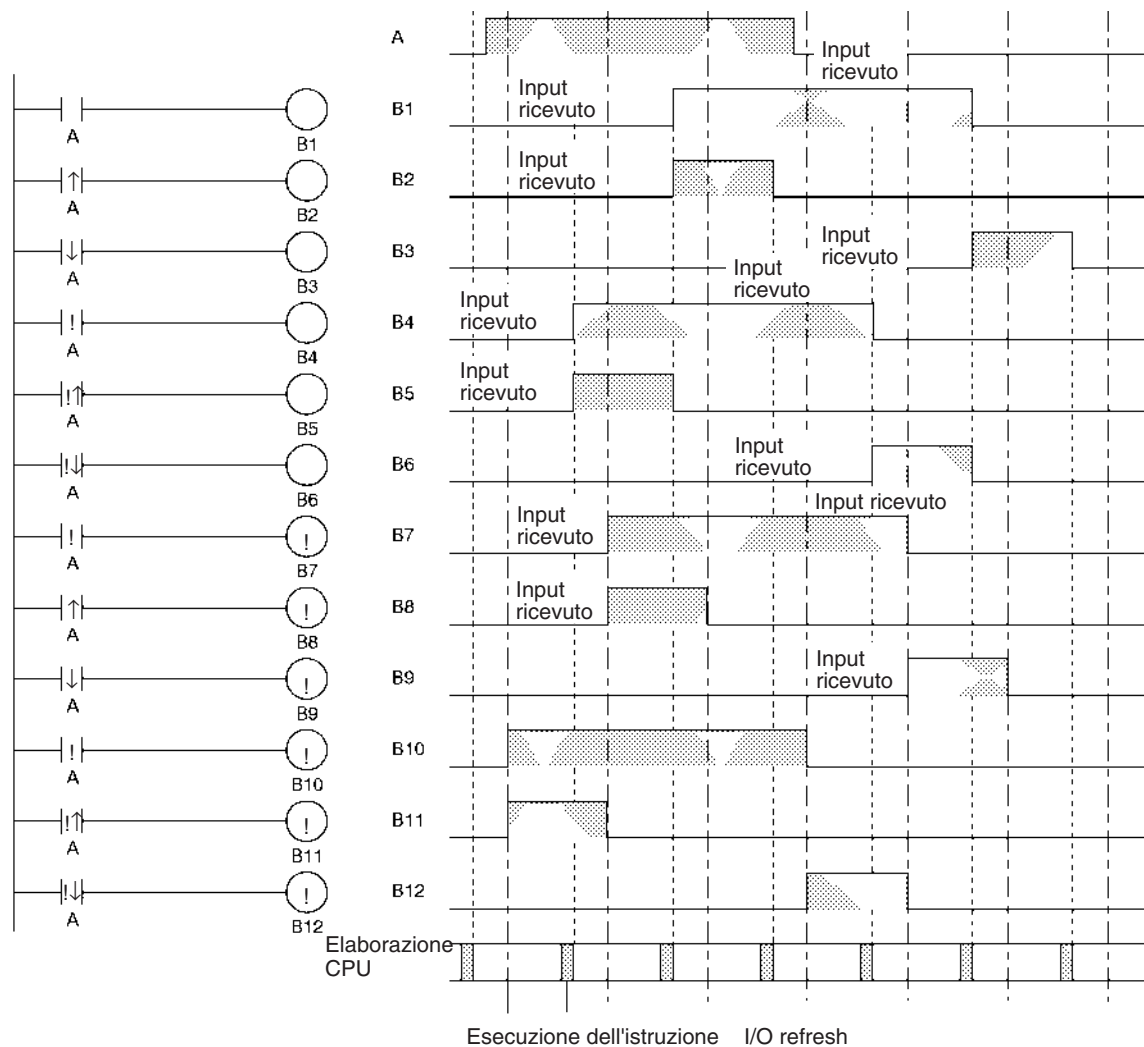 A
Input
ricevuto
A
B1
B1
Input
ricevuto
A
B2
B2
Input
ricevuto
A
B3
B3
Input
ricevuto
Input
ricevuto
!
A
B4
B4
Input
ricevuto
!↑
A
B5
B5
Input
ricevuto
!↓
A
B6
B6
Input
ricevuto
!
A
!
B7
B7
Input
ricevuto
Input ricevuto
↑
A
!
B8
B8
Input
ricevuto
↓
A
!
B9
B9
Input
ricevuto
!
A
!
B10
B10
!↑
A
!
B11
B11
!↓
A
!
B12
B12
Elaborazione
CPU
Esecuzione dell'istruzione I/O refresh